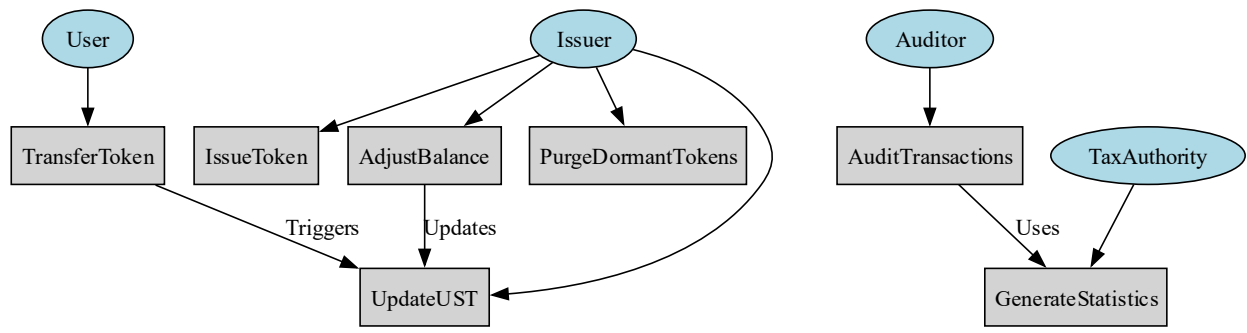 User
Issuer
Auditor
TransferToken
IssueToken
AdjustBalance
PurgeDormantTokens
AuditTransactions
TaxAuthority
Triggers
Updates
Uses
UpdateUST
GenerateStatistics